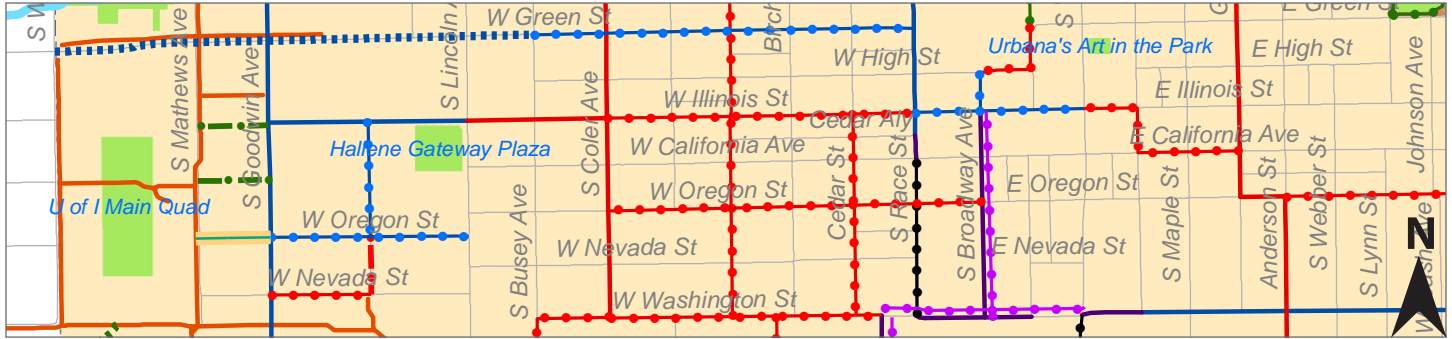 S W
S Mathews Ave
S Goodwin Ave
S Lincoln A
W Green St
Birch
S
G
E Green St
W High St
Urbana's Art in the Park
E High St
Johnson Ave
S Coler Ave
W Illinois St
Cedar Aly
E Illinois St
Hallene Gateway Plaza
W California Ave
E California Ave
U of I Main Quad
W Oregon St
W Oregon St
Cedar St
S Race St
S Broadway Ave
E Oregon St
S Maple St
Anderson St
S Webber St
S Lynn St
S Busey Ave
W Nevada St
W Nevada St
E Nevada St
W Washington St
N